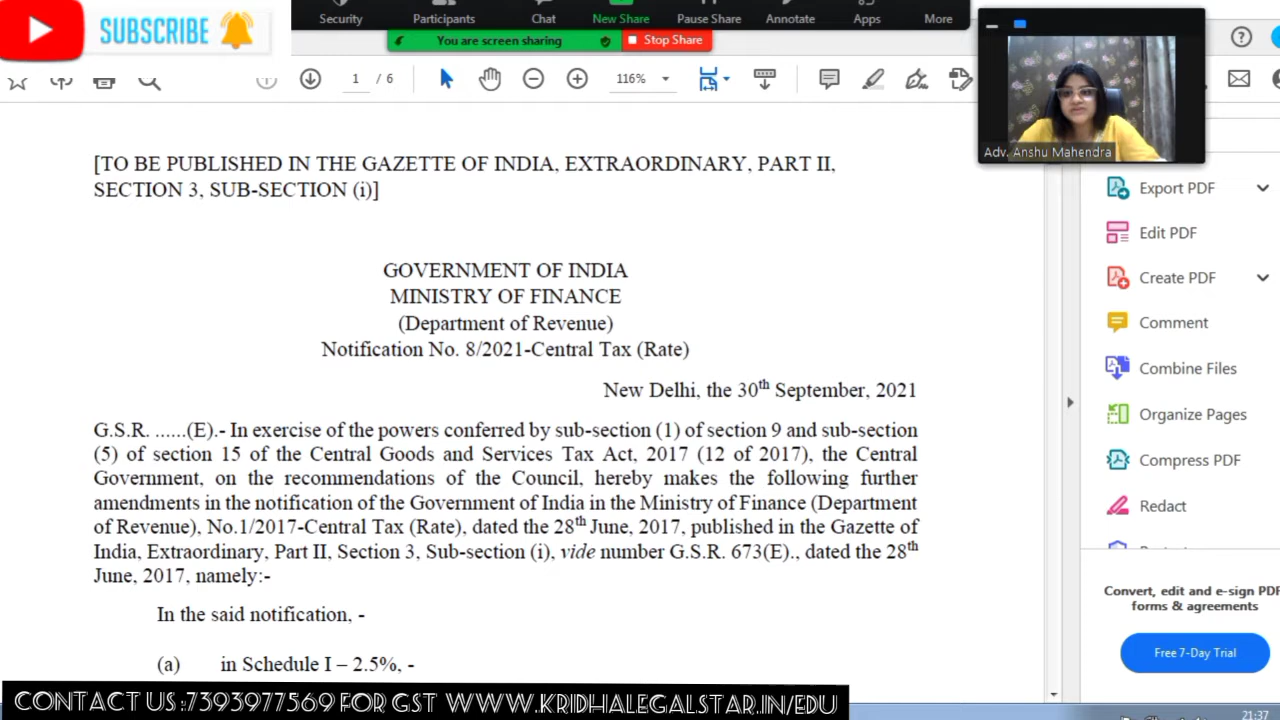 SUBSCRIBE
Security Participants Chat New Share Pause Share Annotate Apps More
You are screen sharing Stop Share
1 / 6 116%
Adv. Anshu Mahendra
[TO BE PUBLISHED IN THE GAZETTE OF INDIA, EXTRAORDINARY, PART II,
SECTION 3, SUB-SECTION (i)]
GOVERNMENT OF INDIA
MINISTRY OF FINANCE
(Department of Revenue)
Notification No. 8/2021-Central Tax (Rate)
New Delhi, the 30th September, 2021
G.S.R. ......(E).- In exercise of the powers conferred by sub-section (1) of section 9 and sub-section
(5) of section 15 of the Central Goods and Services Tax Act, 2017 (12 of 2017), the Central
Government, on the recommendations of the Council, hereby makes the following further
amendments in the notification of the Government of India in the Ministry of Finance (Department
of Revenue), No.1/2017-Central Tax (Rate), dated the 28th June, 2017, published in the Gazette of
India, Extraordinary, Part II, Section 3, Sub-section (i), vide number G.S.R. 673(E)., dated the 28th
June, 2017, namely:-
In the said notification, -
(a) in Schedule I – 2.5%, -
Export PDF
Edit PDF
Create PDF
Comment
Combine Files
Organize Pages
Compress PDF
Redact
Convert, edit and e-sign PDF
forms & agreements
Free 7-Day Trial
CONTACT US :7393977569 FOR GST WWW.KRIDHALEGALSTAR.IN/EDU
21:37